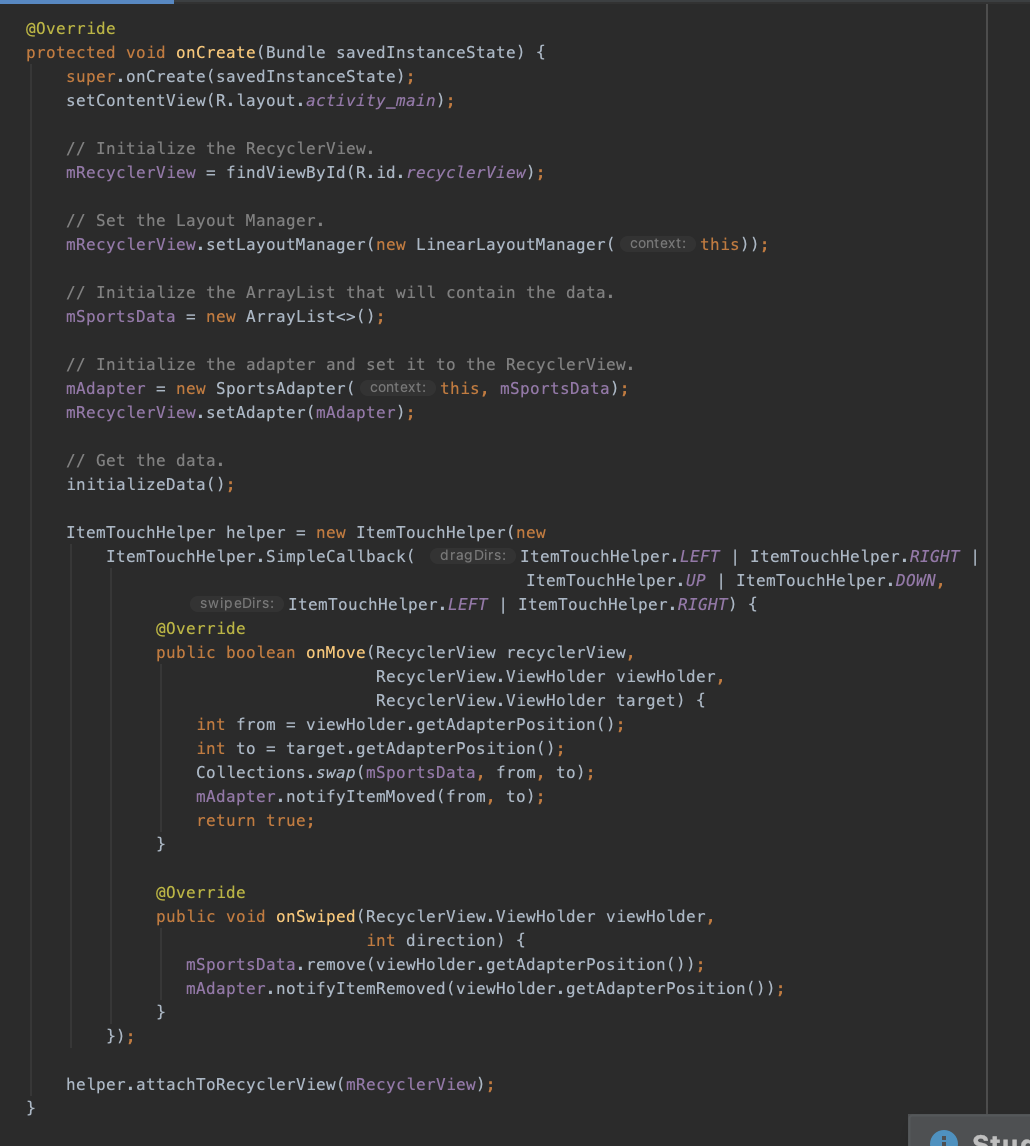 @Override
protected void onCreate(Bundle savedInstanceState) {
super.onCreate(savedInstanceState);
setContentView(R.layout.activity_main);
// Initialize the RecyclerView.
mRecyclerView = findViewById(R.id.recyclerView);
// Set the Layout Manager.
mRecyclerView.setLayoutManager(new LinearLayoutManager( context: this));
// Initialize the ArrayList that will contain the data.
mSportsData = new ArrayList<>();
// Initialize the adapter and set it to the RecyclerView.
mAdapter = new SportsAdapter( context: this, mSportsData);
mRecyclerView.setAdapter(mAdapter);
// Get the data.
initializeData();
ItemTouchHelper helper = new ItemTouchHelper(new
ItemTouchHelper.SimpleCallback( dragDirs: ItemTouchHelper.LEFT | ItemTouchHelper.RIGHT |
ItemTouchHelper.UP | ItemTouchHelper.DOWN,
swipeDirs: ItemTouchHelper.LEFT | ItemTouchHelper.RIGHT) {
@Override
public boolean onMove(RecyclerView recyclerView,
RecyclerView.ViewHolder viewHolder,
RecyclerView.ViewHolder target) {
int from = viewHolder.getAdapterPosition();
int to = target.getAdapterPosition();
Collections.swap(mSportsData, from, to);
mAdapter.notifyItemMoved(from, to);
return true;
}
@Override
public void onSwiped(RecyclerView.ViewHolder viewHolder,
int direction) {
mSportsData.remove(viewHolder.getAdapterPosition());
mAdapter.notifyItemRemoved(viewHolder.getAdapterPosition());
}
});
helper.attachToRecyclerView(mRecyclerView);
}